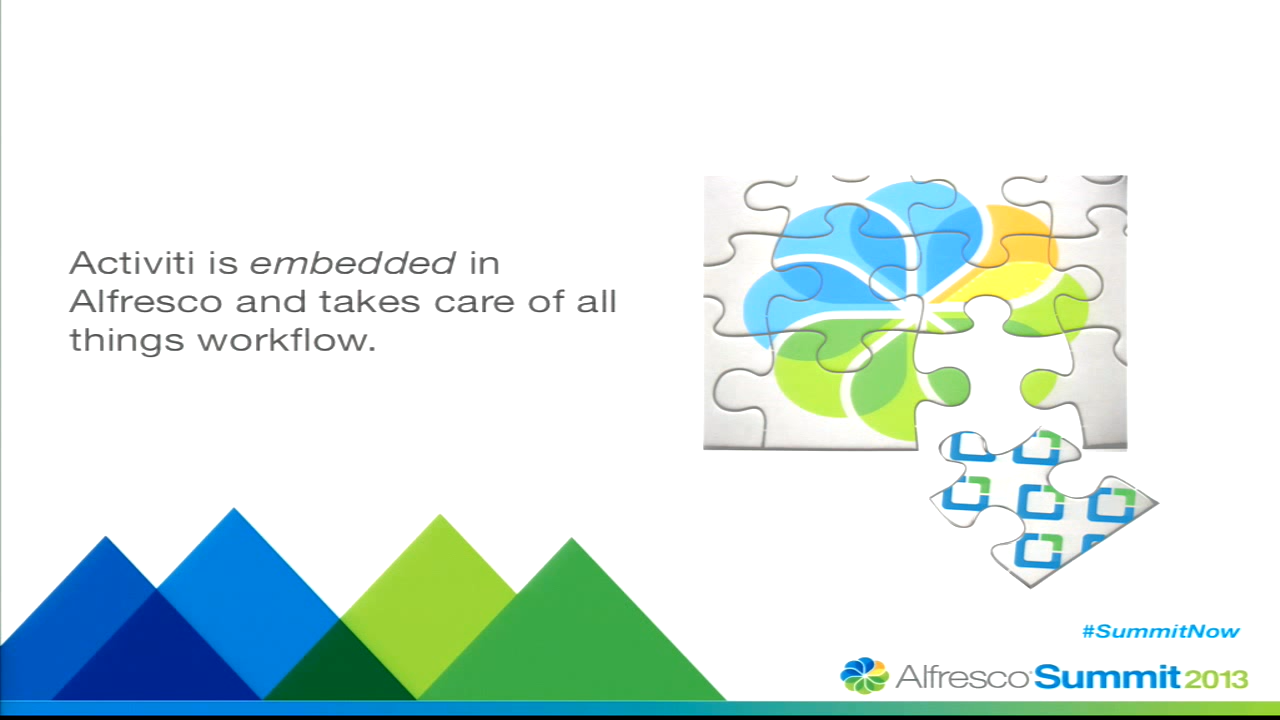 Activiti is embedded in
Alfresco and takes care of all
things workflow.
#SummitNow
Alfresco Summit 2013